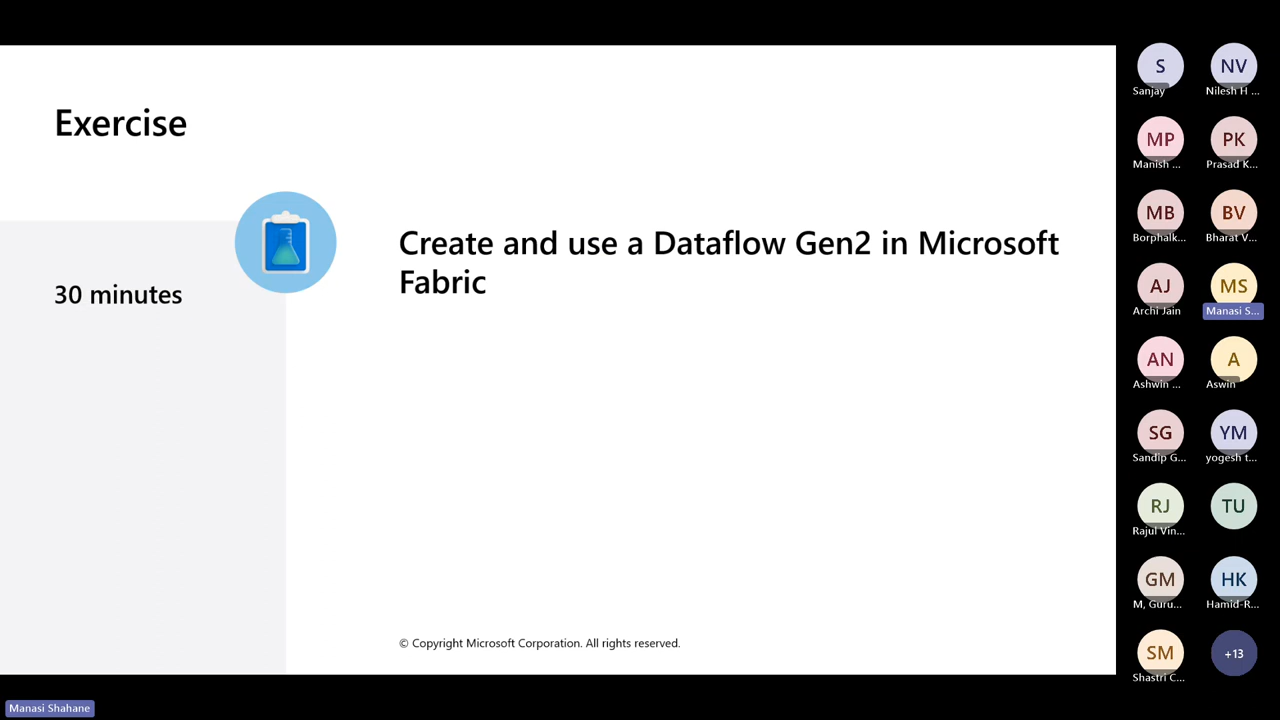 Exercise
30 minutes
Create and use a Dataflow Gen2 in Microsoft
Fabric
© Copyright Microsoft Corporation. All rights reserved.
Manasi Shahane
S
Sanjay
NV
Nilesh H ...
MP
Manish ...
PK
Prasad K...
MB
Borphalk...
BV
Bharat V...
AJ
Archi Jain
MS
Manasi S...
AN
Ashwin ...
A
Aswin
SG
Sandip G...
YM
yogesh t...
RJ
Rajul Vin...
TU
GM
M, Guru...
HK
Hamid-R...
SM
Shastri C...
+13